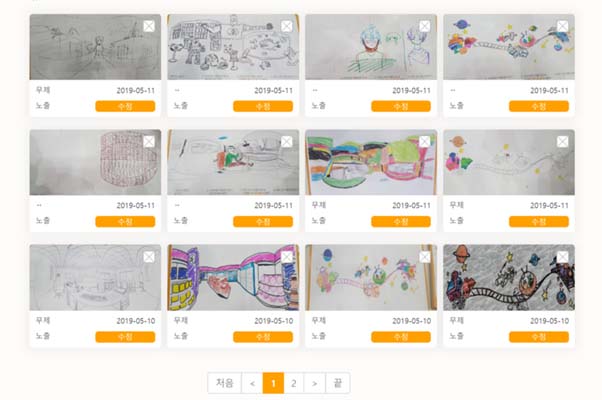 무제 2019-05-11
노출 수정
-- 2019-05-11
노출 수정
-- 2019-05-11
노출 수정
-- 2019-05-11
노출 수정
-- 2019-05-11
노출 수정
-- 2019-05-11
노출 수정
무제 2019-05-11
노출 수정
무제 2019-05-11
노출 수정
무제 2019-05-10
노출 수정
무제 2019-05-10
노출 수정
무제 2019-05-10
노출 수정
무제 2019-05-10
노출 수정
처음 < 1 2 > 끝